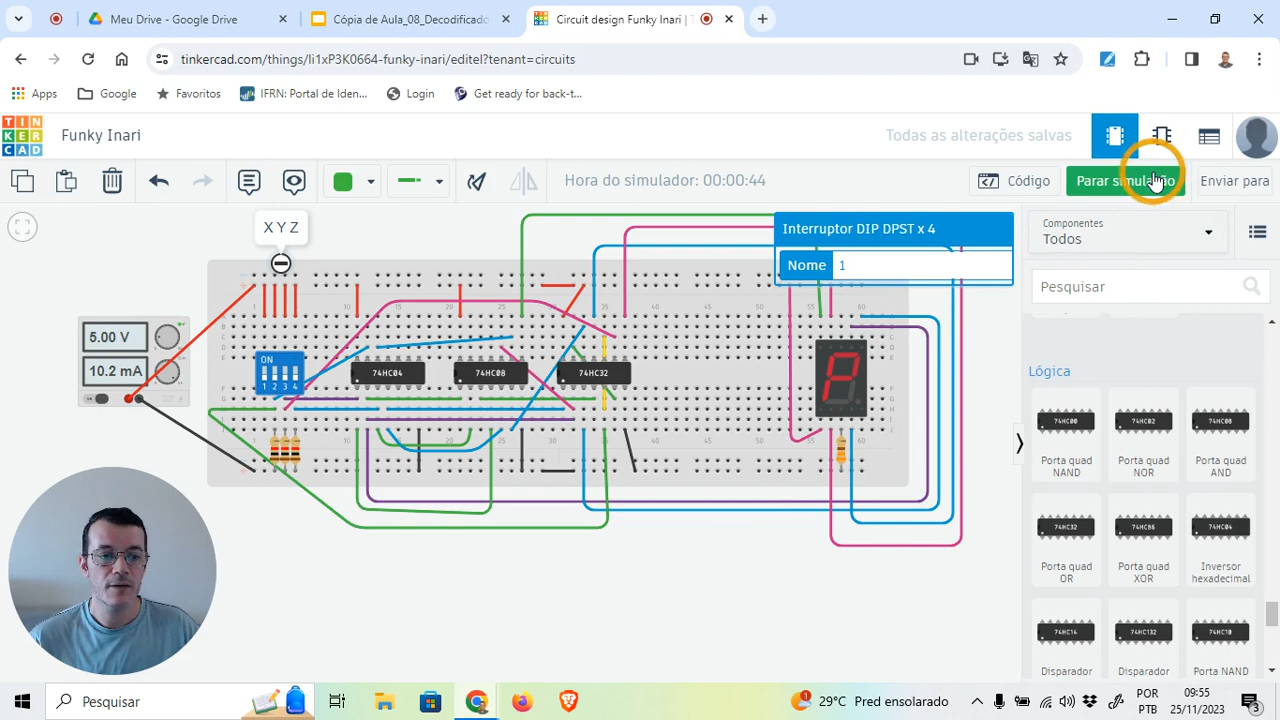 Meu Drive - Google Drive
Cópia de Aula_08_Decodificado
Circuit design Funky Inari | T
tinkercad.com/things/li1xP3K0664-funky-inari/editel?tenant=circuits
Apps
Google
Favoritos
IFRN: Portal de Iden...
Login
Get ready for back-t...
TIN
KER
CAD
Funky Inari
Todas as alterações salvas
Hora do simulador: 00:00:44
Código
Parar simulação
Enviar para
X Y Z
Interruptor DIP DPST x 4
Nome
1
Componentes
Todos
Pesquisar
5.00 V
10.2 mA
ON
1 2 3 4
74HC04
74HC08
74HC32
Lógica
74HC00
74HC02
74HC08
Porta quad NAND
Porta quad NOR
Porta quad AND
74HC32
74HC86
74HC04
Porta quad OR
Porta quad XOR
Inversor hexadecimal
74HC14
74HC132
74HC10
Disparador
Disparador
Porta NAND
Pesquisar
29°C Pred ensolarado
POR
PTB
09:55
25/11/2023
3